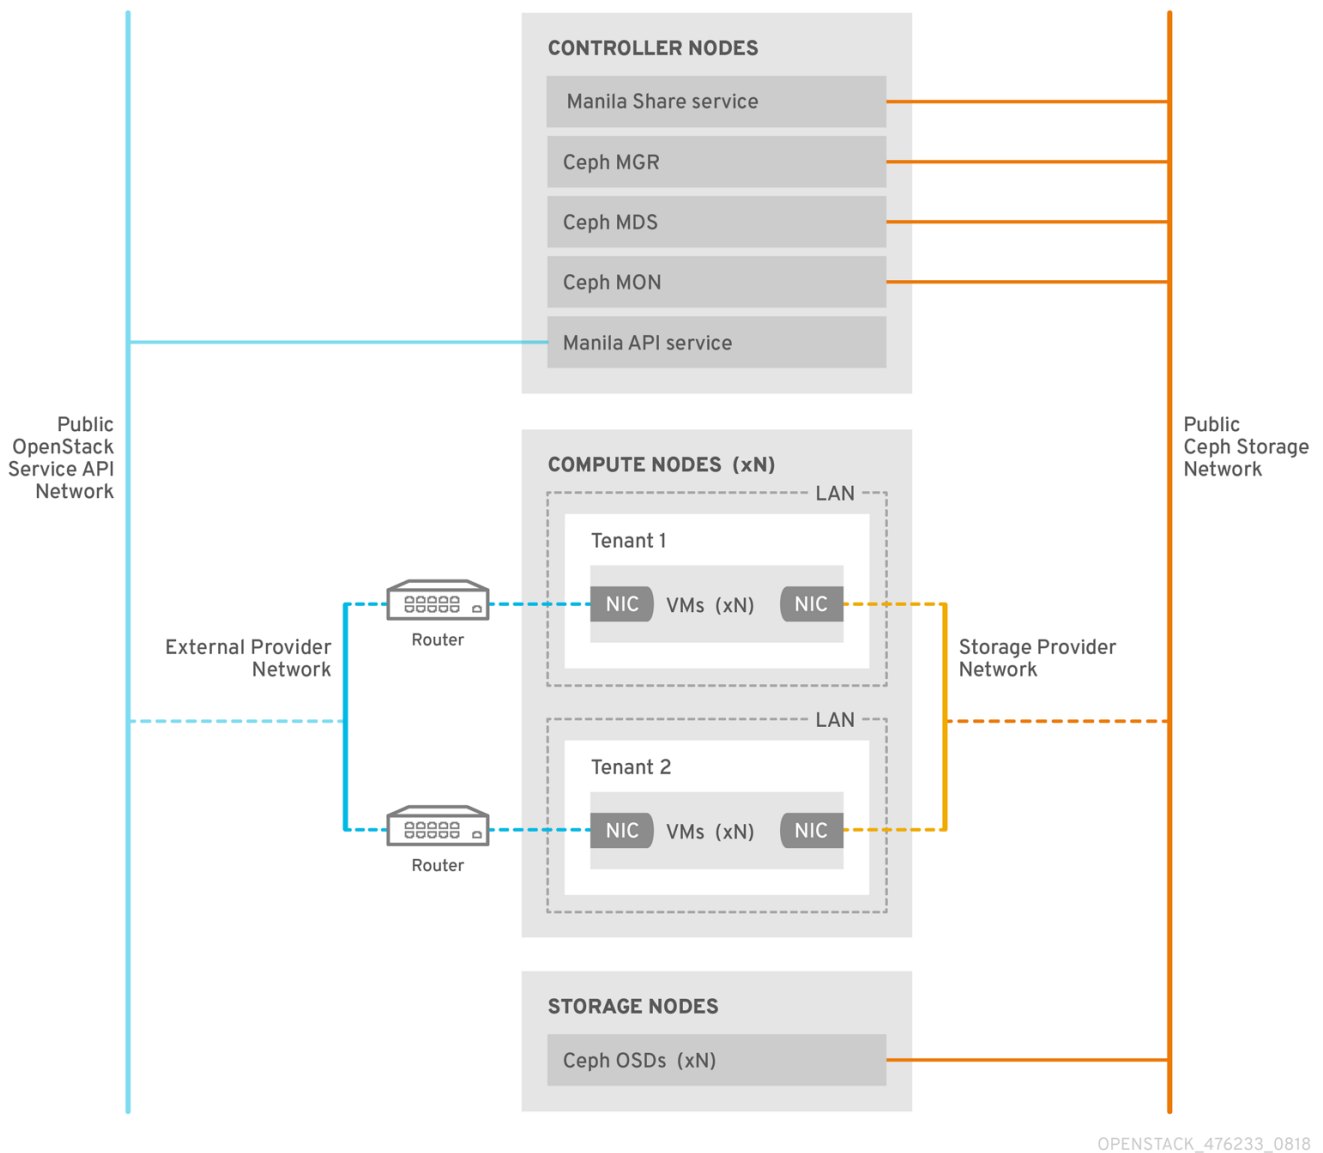 CONTROLLER NODES
Manila Share service
Ceph MGR
Ceph MDS
Ceph MON
Manila API service
Public
OpenStack
Service API
Network
Public
Ceph Storage
Network
COMPUTE NODES (xN)
LAN
Tenant 1
NIC VMs (xN) NIC
Router
External Provider
Network
Storage Provider
Network
LAN
Tenant 2
NIC VMs (xN) NIC
Router
STORAGE NODES
Ceph OSDs (xN)
OPENSTACK_476233_0818